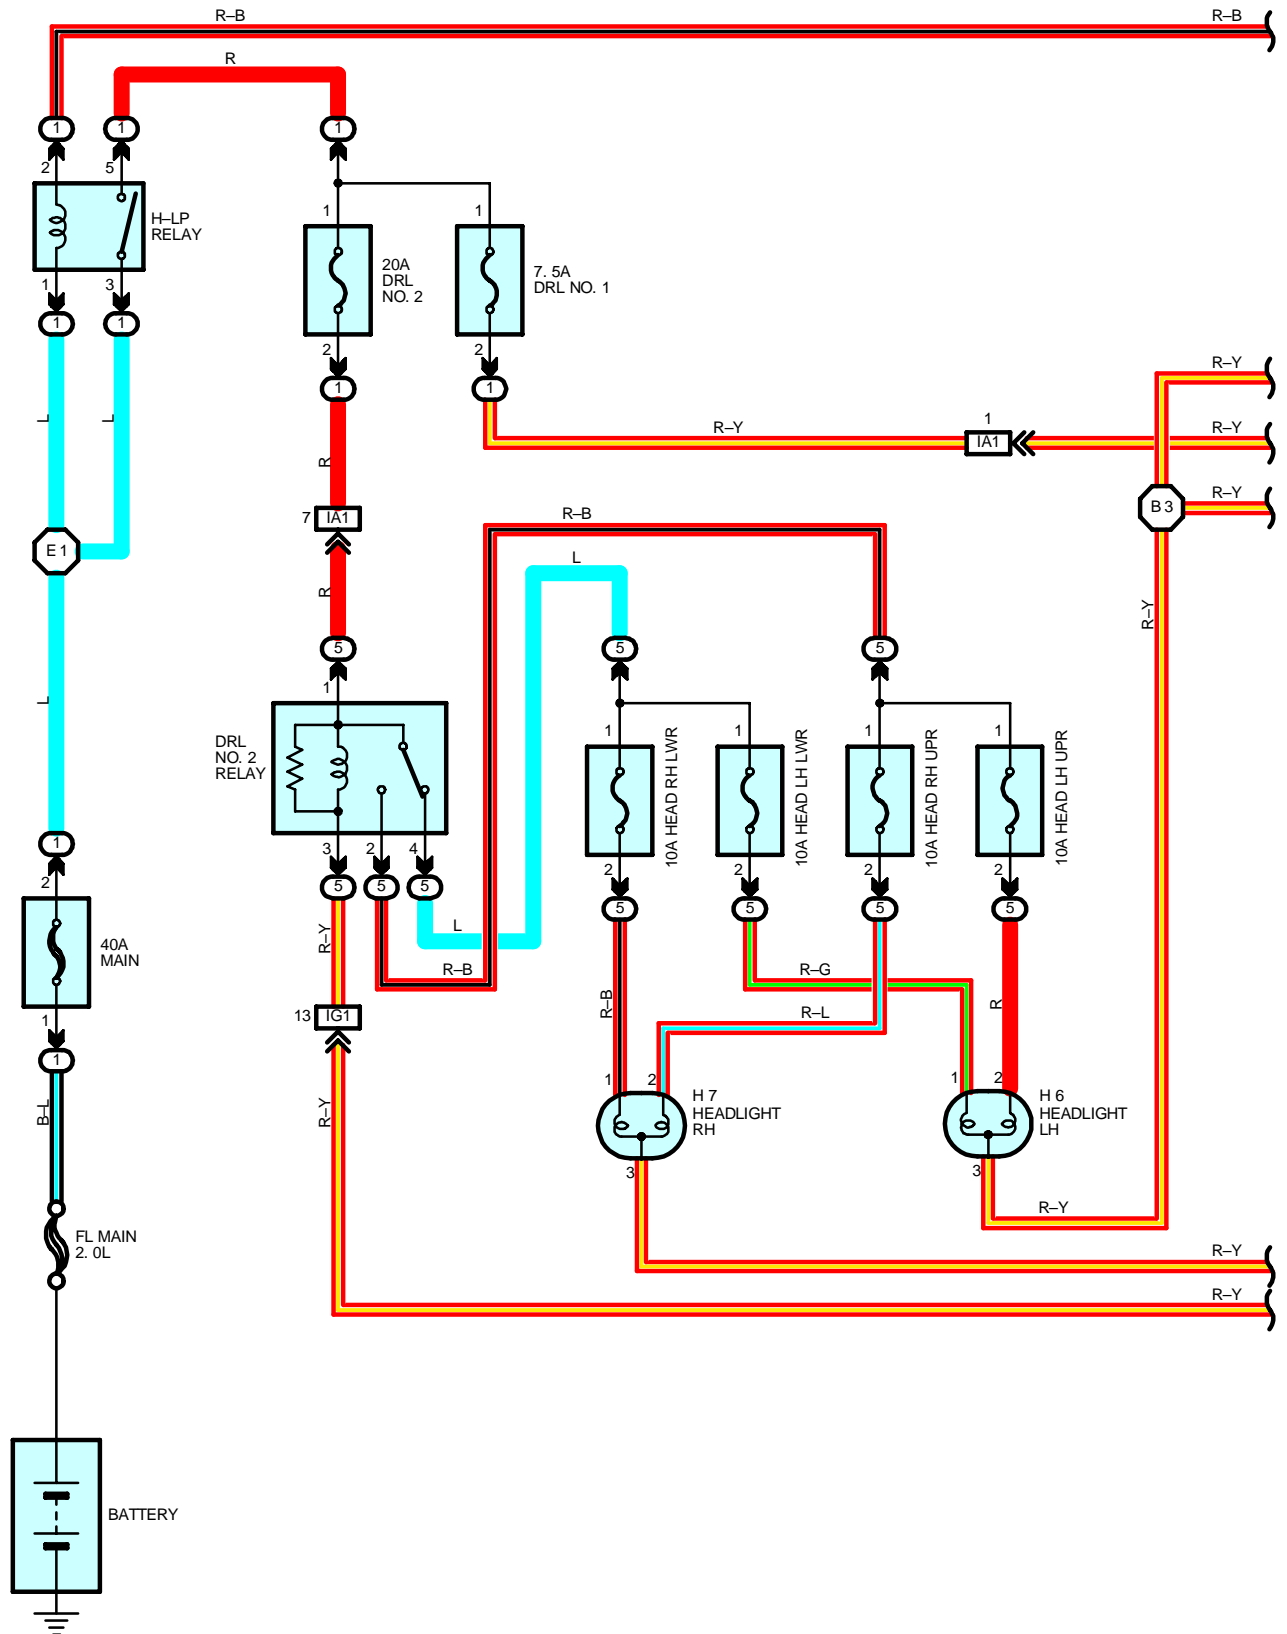 R–B
R–B
R
1
1
1
2
5
H–LP
RELAY
1
1
20A
DRL
NO. 2
7. 5A
DRL NO. 1
1
3
1
1
2
2
1
1
R–Y
L
L
R–Y
1
IA1
R–Y
R
R–Y
B 3
7
IA1
R–B
E 1
L
R
R–Y
5
5
5
1
L
DRL
NO. 2
RELAY
1
1
1
1
10A HEAD RH LWR
10A HEAD LH LWR
10A HEAD RH UPR
10A HEAD LH UPR
1
3
2
4
2
2
2
2
2
5
5
5
5
5
5
5
40A
MAIN
R–Y
L
R–B
R–G
R–B
R–L
R
1
13
IG1
1
B–L
R–Y
1
2
H 7
HEADLIGHT
RH
1
2
H 6
HEADLIGHT
LH
3
3
R–Y
FL MAIN
2. 0L
R–Y
R–Y
BATTERY